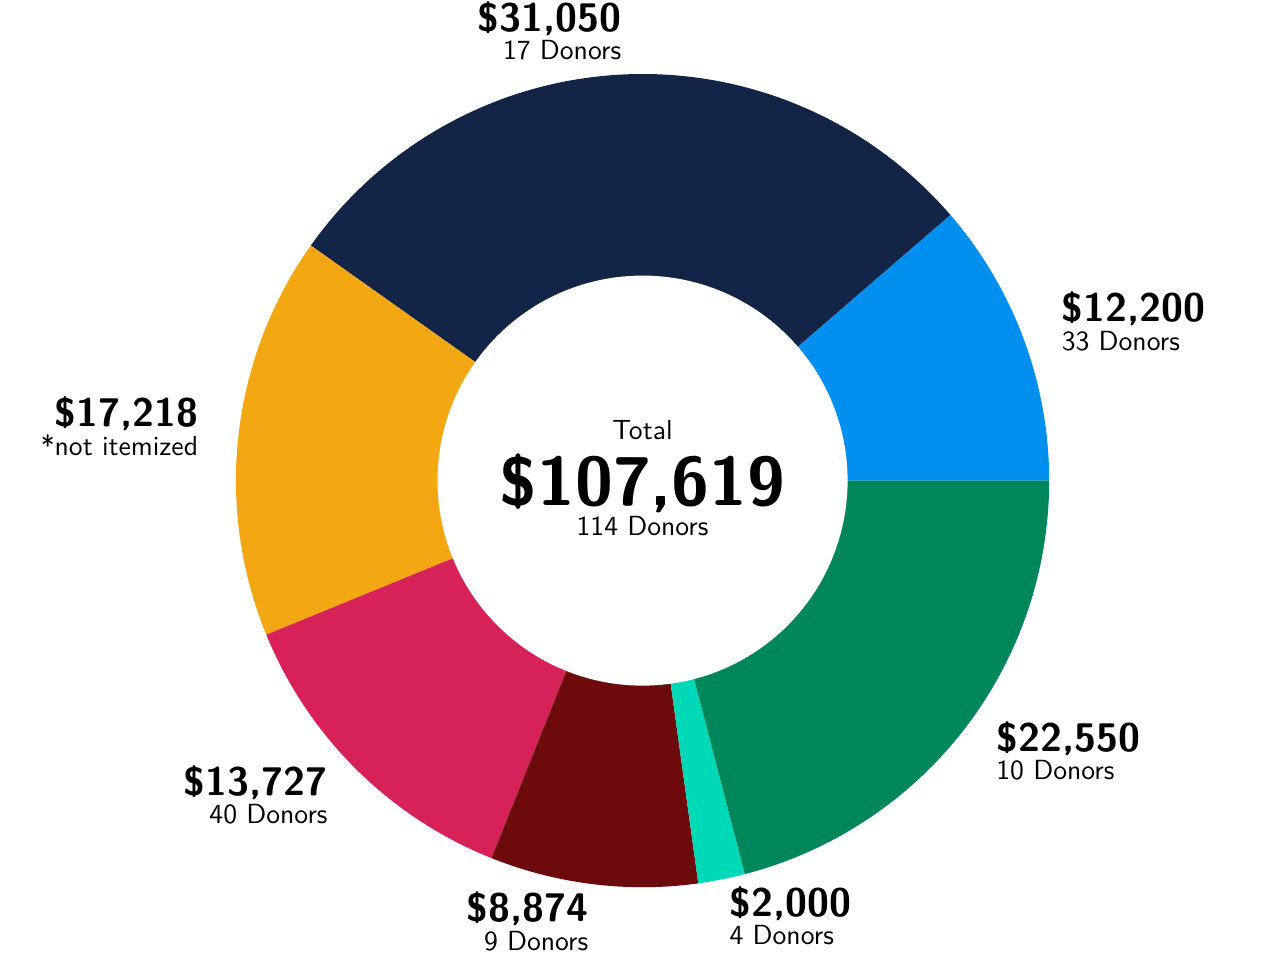 $31,050
17 Donors
$12,200
33 Donors
$17,218
*not itemized
Total
$107,619
114 Donors
$22,550
10 Donors
$13,727
40 Donors
$8,874
9 Donors
$2,000
4 Donors